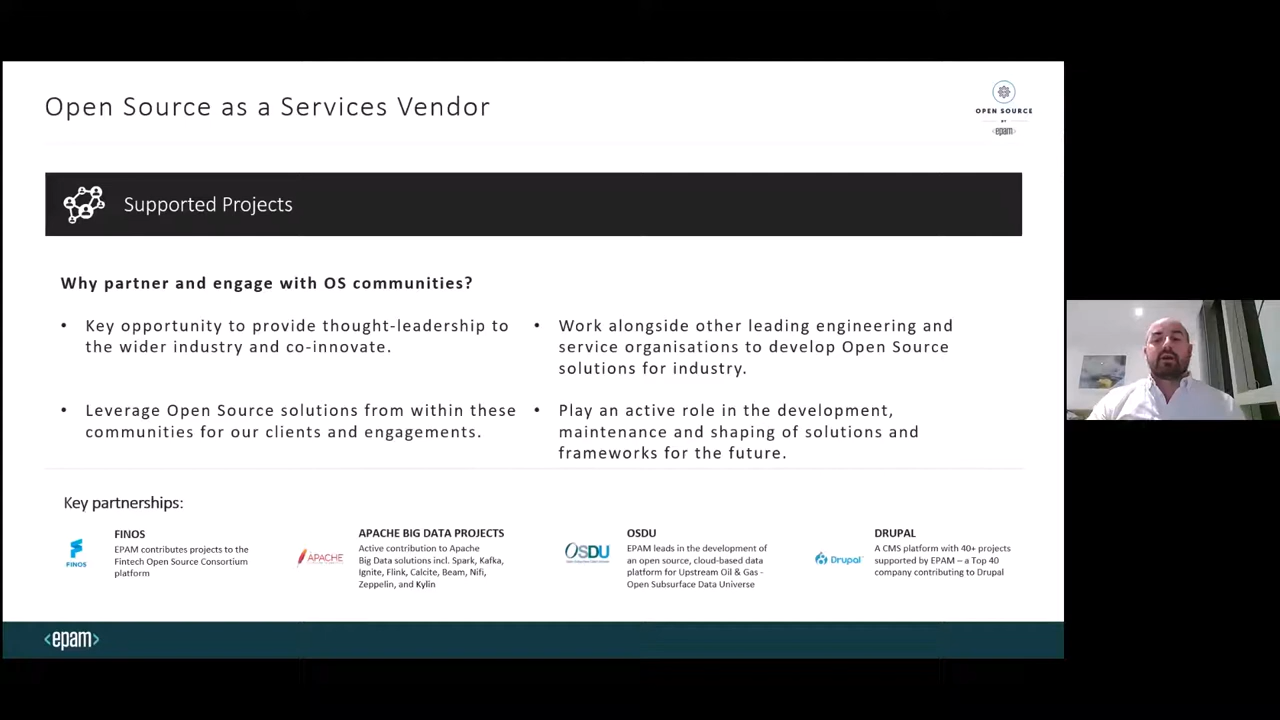 Open Source as a Services Vendor
OPEN SOURCE
BY
<epam>
Supported Projects
Why partner and engage with OS communities?
• Key opportunity to provide thought-leadership to
the wider industry and co-innovate.
• Leverage Open Source solutions from within these
communities for our clients and engagements.
• Work alongside other leading engineering and
service organisations to develop Open Source
solutions for industry.
• Play an active role in the development,
maintenance and shaping of solutions and
frameworks for the future.
Key partnerships:
FINOS
FINOS
EPAM contributes projects to the
Fintech Open Source Consortium
platform
APACHE
APACHE BIG DATA PROJECTS
Active contribution to Apache
Big Data solutions incl. Spark, Kafka,
Ignite, Flink, Calcite, Beam, Nifi,
Zeppelin, and Kylin
OSDU
OSDU
EPAM leads in the development of
an open source, cloud-based data
platform for Upstream Oil & Gas -
Open Subsurface Data Universe
Drupal
DRUPAL
A CMS platform with 40+ projects
supported by EPAM – a Top 40
company contributing to Drupal
<epam>